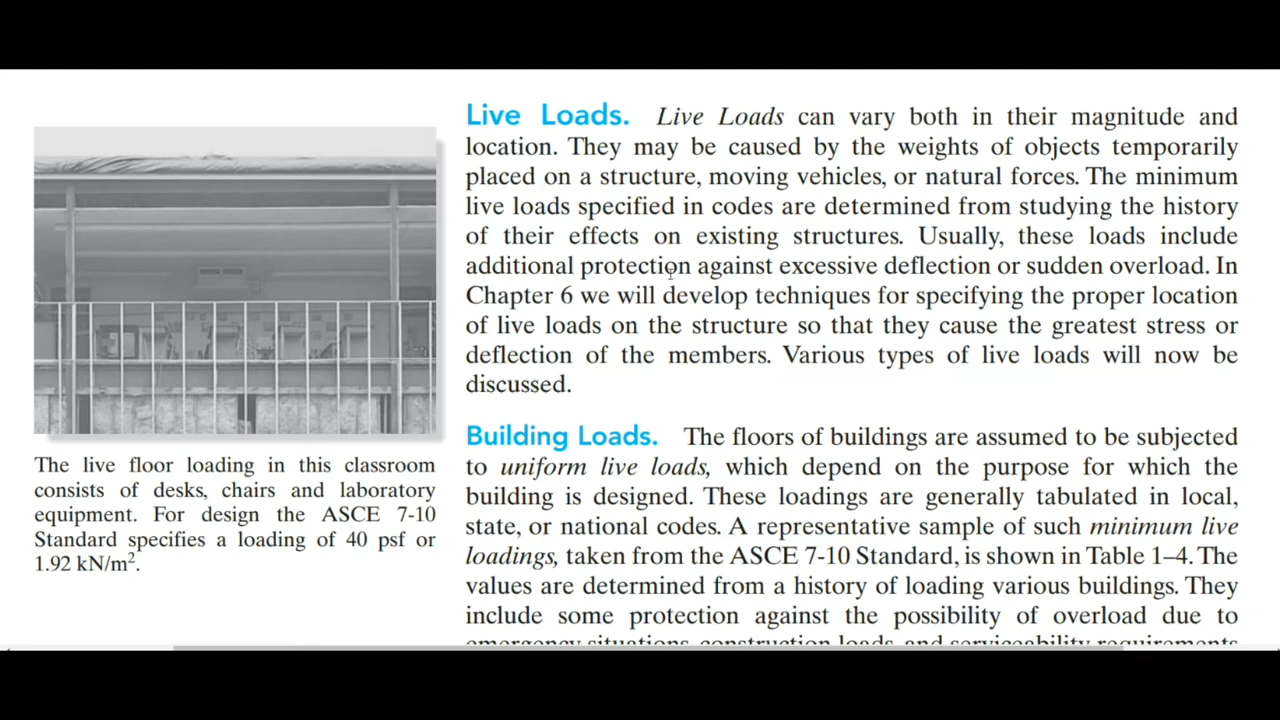 Live Loads. Live Loads can vary both in their magnitude and
location. They may be caused by the weights of objects temporarily
placed on a structure, moving vehicles, or natural forces. The minimum
live loads specified in codes are determined from studying the history
of their effects on existing structures. Usually, these loads include
additional protection against excessive deflection or sudden overload. In
Chapter 6 we will develop techniques for specifying the proper location
of live loads on the structure so that they cause the greatest stress or
deflection of the members. Various types of live loads will now be
discussed.
Building Loads. The floors of buildings are assumed to be subjected
to uniform live loads, which depend on the purpose for which the
building is designed. These loadings are generally tabulated in local,
state, or national codes. A representative sample of such minimum live
loadings, taken from the ASCE 7-10 Standard, is shown in Table 1–4. The
values are determined from a history of loading various buildings. They
include some protection against the possibility of overload due to
emergency situations, construction loads, and serviceability requirements
The live floor loading in this classroom
consists of desks, chairs and laboratory
equipment. For design the ASCE 7-10
Standard specifies a loading of 40 psf or
1.92 kN/m².